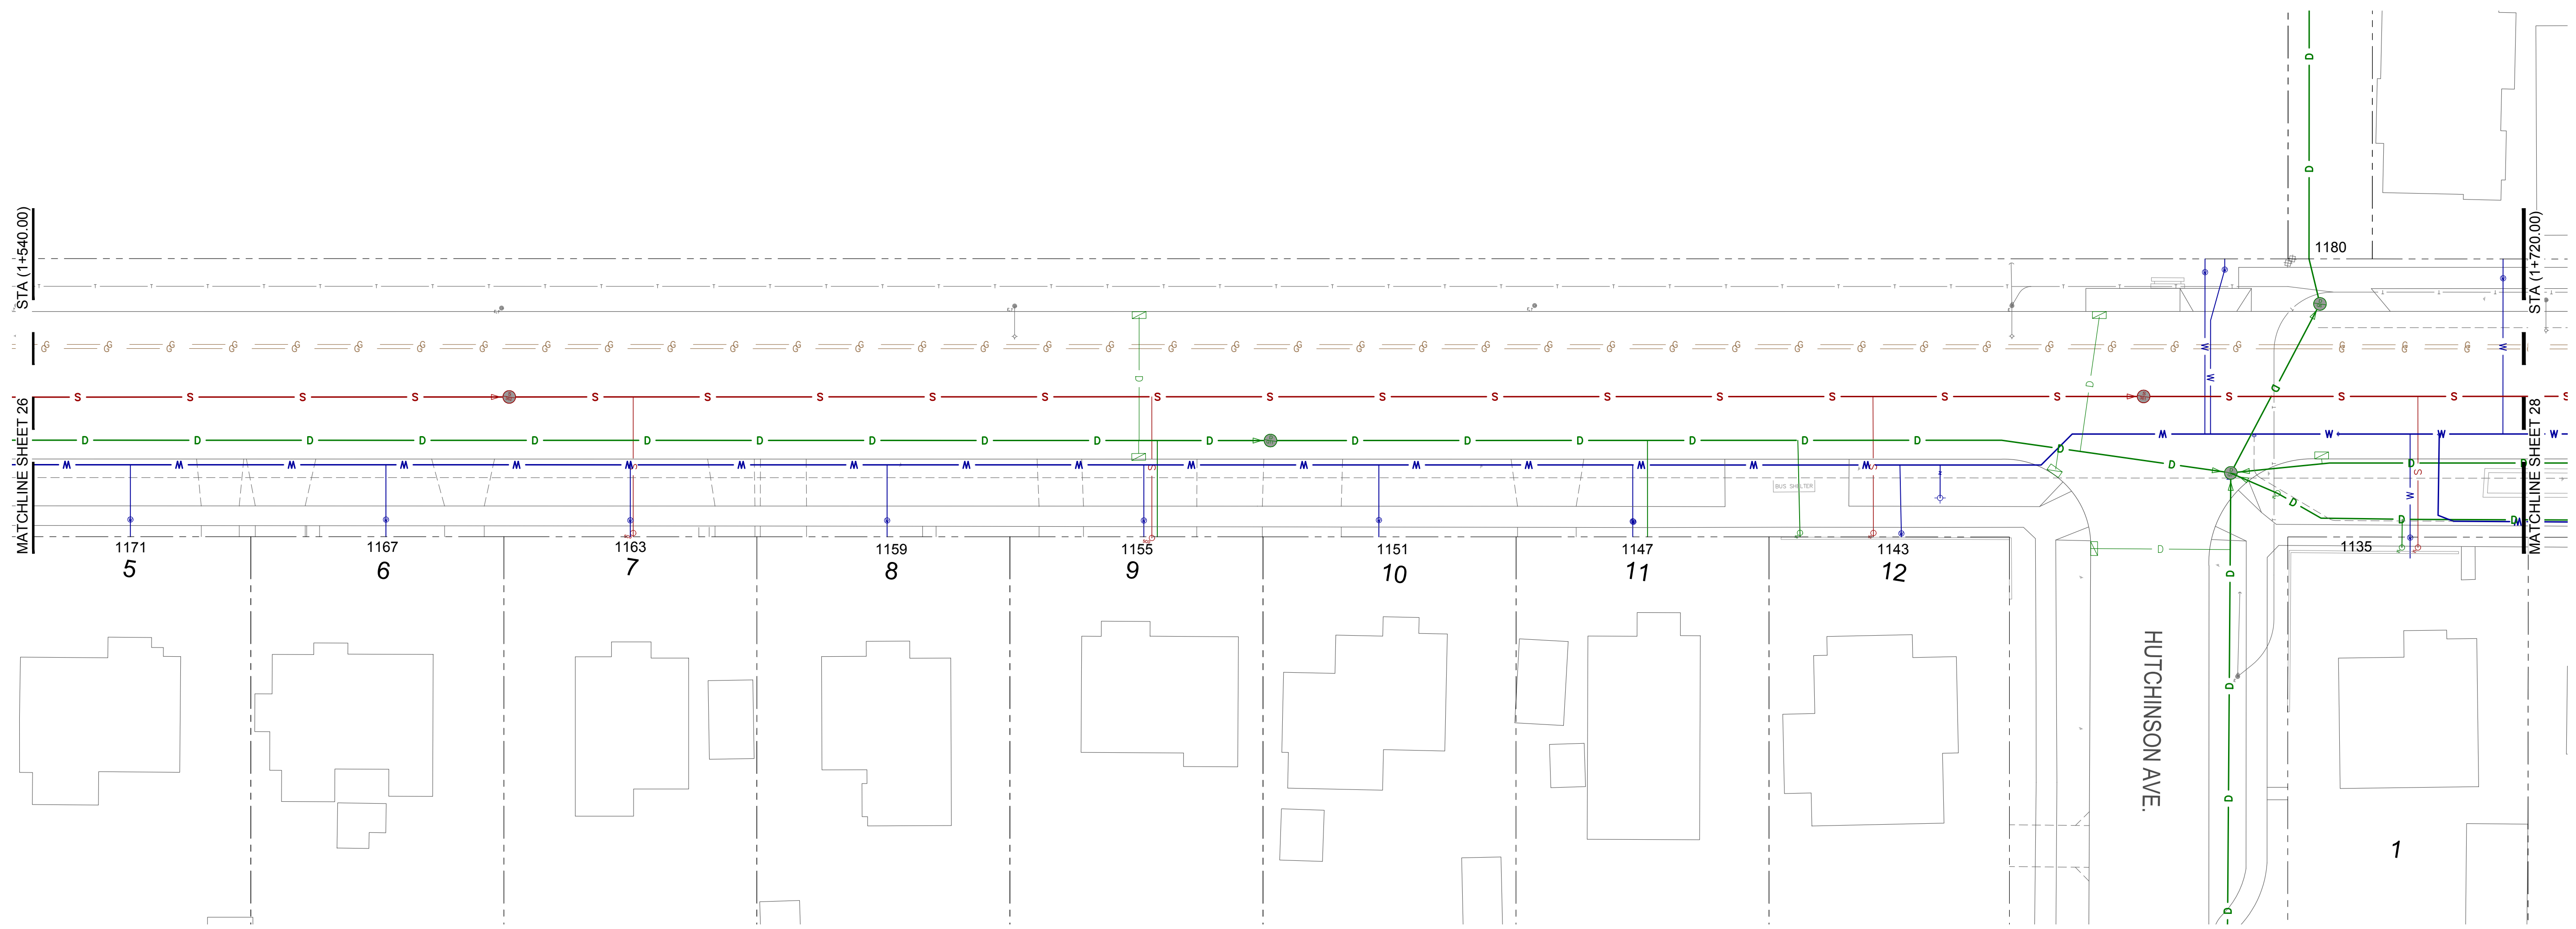 STA (1+540.00)
MATCHLINE SHEET 26
1180
STA (1+720.00)
MATCHLINE SHEET 28
BUS SHELTER
1171
1167
1163
1159
1155
1151
1147
1143
1135
5
6
7
8
9
10
11
12
HUTCHINSON AVE.
1
T T T T T T T T T T T T T T T T T T T T T T T T T T T T T T T T T T T T T T T T
G G G G G G G G G G G G G G G G G G G G G G G G G G G G G G G G G G G G G G G G
S S S S S S S S S S S S S S S S S S S S S S
D D D D D D D D D D D D D D D D D D D D
W W W W W W W W W W W W W W W W W W W W W